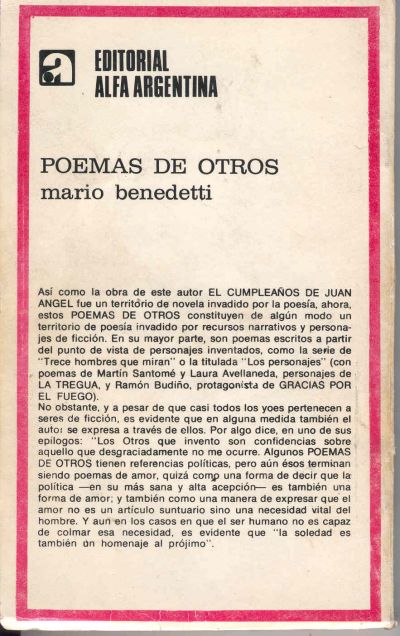 a
EDITORIAL
ALFA ARGENTINA
POEMAS DE OTROS
mario benedetti
Así como la obra de este autor EL CUMPLEAÑOS DE JUAN
ANGEL fue un territorio de novela invadido por la poesía, ahora,
estos POEMAS DE OTROS constituyen de algún modo un
territorio de poesía invadido por recursos narrativos y persona-
jes de ficción. En su mayor parte, son poemas escritos a partir
del punto de vista de personajes inventados, como la serie de
"Trece hombres que miran" o la titulada "Los personajes" (con
poemas de Martín Santomé y Laura Avellaneda, personajes de
LA TREGUA, y Ramón Budiño, protagonista de GRACIAS POR
EL FUEGO).
No obstante, y a pesar de que casi todos los yoes pertenecen a
seres de ficción, es evidente que en alguna medida también el
autor se expresa a través de ellos. Por algo dice, en uno de sus
epílogos: "Los Otros que invento son confidencias sobre
aquello que desgraciadamente no me ocurre. Algunos POEMAS
DE OTROS tienen referencias políticas, pero aún ésos terminan
siendo poemas de amor, quizá como una forma de decir que la
política —en su más sana y alta acepción— es también una
forma de amor; y también como una manera de expresar que el
amor no es un artículo suntuario sino una necesidad vital del
hombre. Y aun en los casos en que el ser humano no es capaz
de colmar esa necesidad, es evidente que "la soledad es
también un homenaje al prójimo".